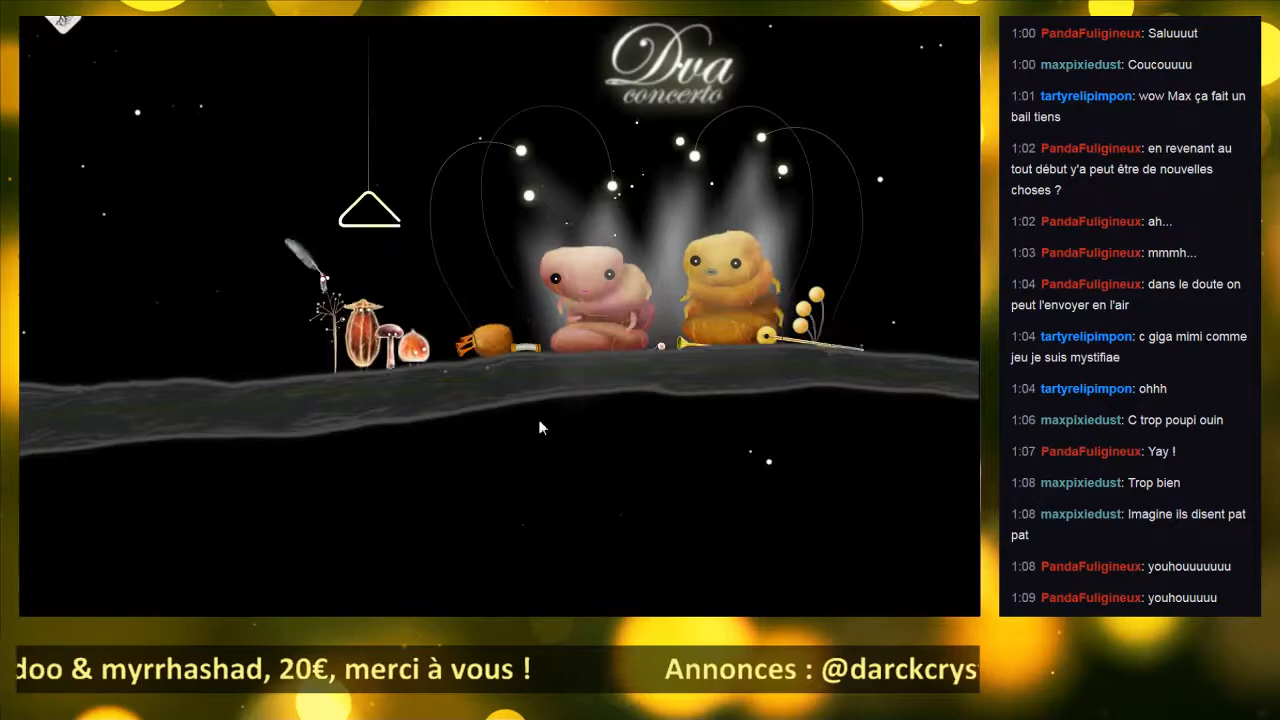 Dva
concerto
1:00 PandaFuligineux: Saluuut
1:00 maxpixiedust: Coucouuuu
1:01 tartyrelipimpon: wow Max ça fait un
bail tiens
1:02 PandaFuligineux: en revenant au
tout début y'a peut être de nouvelles
choses ?
1:02 PandaFuligineux: ah...
1:03 PandaFuligineux: mmmh...
1:04 PandaFuligineux: dans le doute on
peut l'envoyer en l'air
1:04 tartyrelipimpon: c giga mimi comme
jeu je suis mystifiae
1:04 tartyrelipimpon: ohhh
1:06 maxpixiedust: C trop poupi ouin
1:07 PandaFuligineux: Yay !
1:08 maxpixiedust: Trop bien
1:08 maxpixiedust: Imagine ils disent pat
pat
1:08 PandaFuligineux: youhouuuuuuu
1:09 PandaFuligineux: youhouuuuu
doo & myrrhashad, 20€, merci à vous ! Annonces : @darckcrys